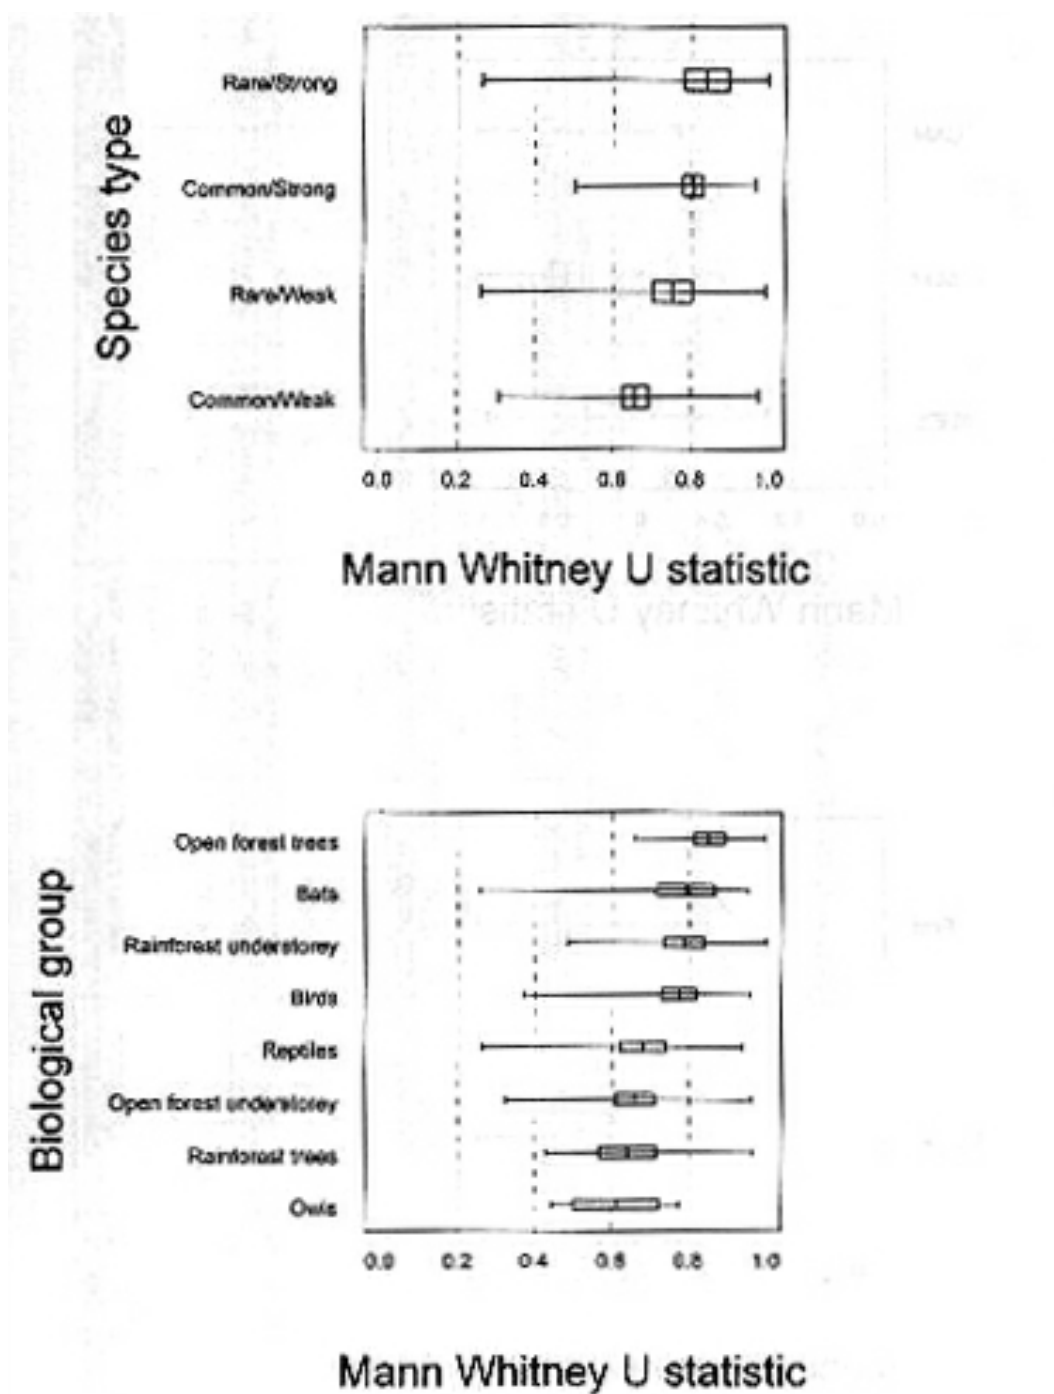 Species type
Rare/Strong
Common/Strong
Rare/Weak
Common/Weak
0.0 0.2 0.4 0.6 0.8 1.0
Mann Whitney U statistic
Biological group
Open forest trees
Bats
Rainforest understorey
Birds
Reptiles
Open forest understorey
Rainforest trees
Owls
0.0 0.2 0.4 0.6 0.8 1.0
Mann Whitney U statistic